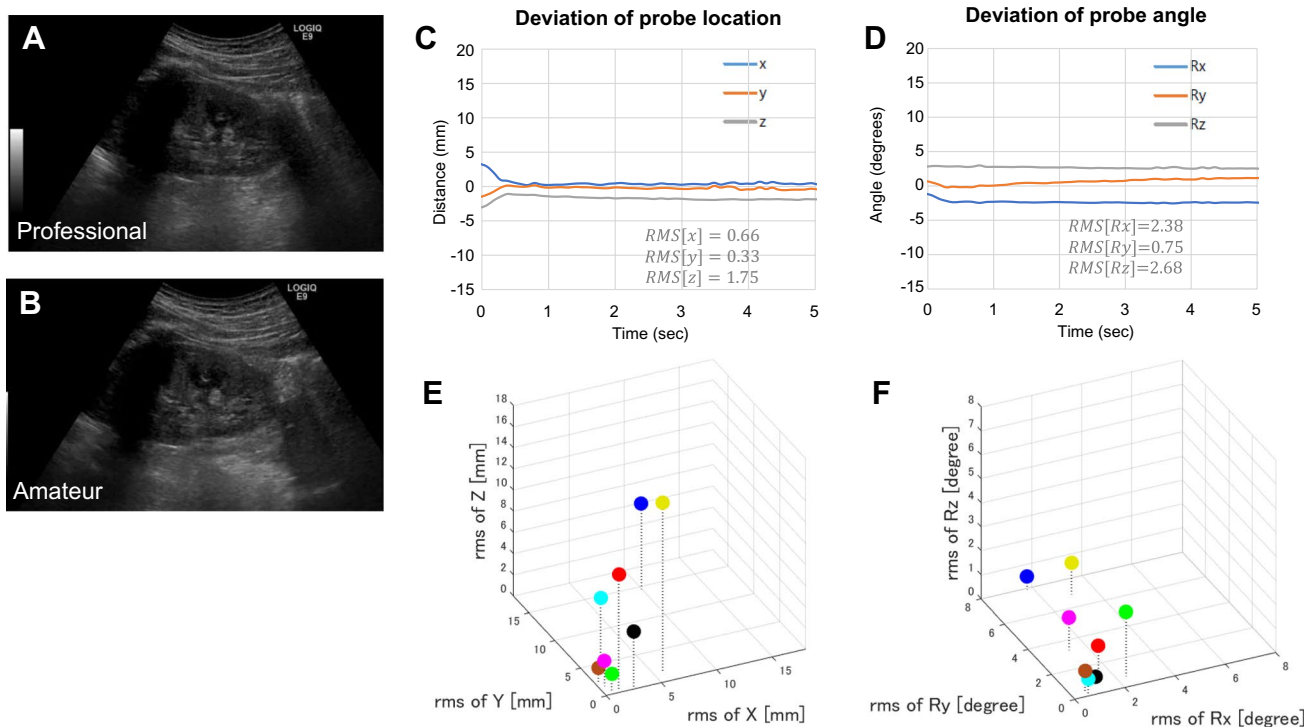 A
LOGIQ
E9
Professional
B
LOGIQ
E9
Amateur
C
Deviation of probe location
20
15
10
5
0
-5
-10
-15
Distance (mm)
x
y
z
RMS[x] = 0.66
RMS[y] = 0.33
RMS[z] = 1.75
0 1 2 3 4 5
Time (sec)
D
Deviation of probe angle
20
15
10
5
0
-5
-10
-15
Angle (degrees)
Rx
Ry
Rz
RMS[Rx]=2.38
RMS[Ry]=0.75
RMS[Rz]=2.68
0 1 2 3 4 5
Time (sec)
E
18
16
14
12
10
8
6
4
2
0
rms of Z [mm]
15
10
5
0
rms of Y [mm]
0 5 10 15
rms of X [mm]
F
8
7
6
5
4
3
2
1
0
rms of Rz [degree]
8
6
4
2
0
rms of Ry [degree]
0 2 4 6 8
rms of Rx [degree]